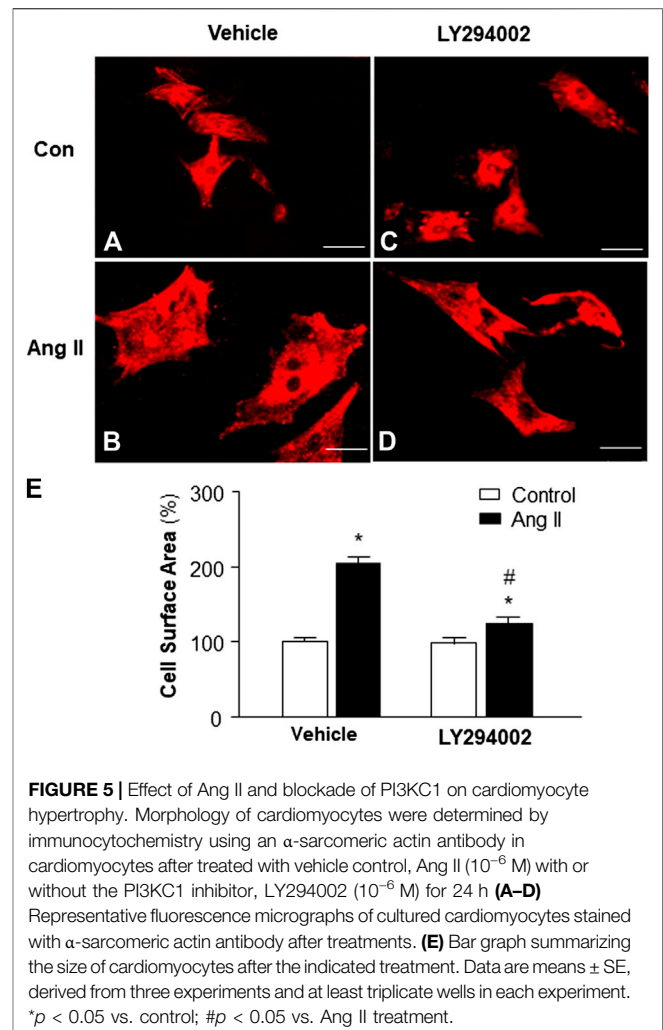 Vehicle LY294002
Con
A C
Ang II
B D
E
300
Control
Ang II
*
200
#
*
100
0
Cell Surface Area (%)
Vehicle LY294002
FIGURE 5 | Effect of Ang II and blockade of PI3KC1 on cardiomyocyte
hypertrophy. Morphology of cardiomyocytes were determined by
immunocytochemistry using an α-sarcomeric actin antibody in
cardiomyocytes after treated with vehicle control, Ang II (10⁻⁶ M) with or
without the PI3KC1 inhibitor, LY294002 (10⁻⁶ M) for 24 h (A–D)
Representative fluorescence micrographs of cultured cardiomyocytes stained
with α-sarcomeric actin antibody after treatments. (E) Bar graph summarizing
the size of cardiomyocytes after the indicated treatment. Data are means ± SE,
derived from three experiments and at least triplicate wells in each experiment.
*p < 0.05 vs. control; #p < 0.05 vs. Ang II treatment.